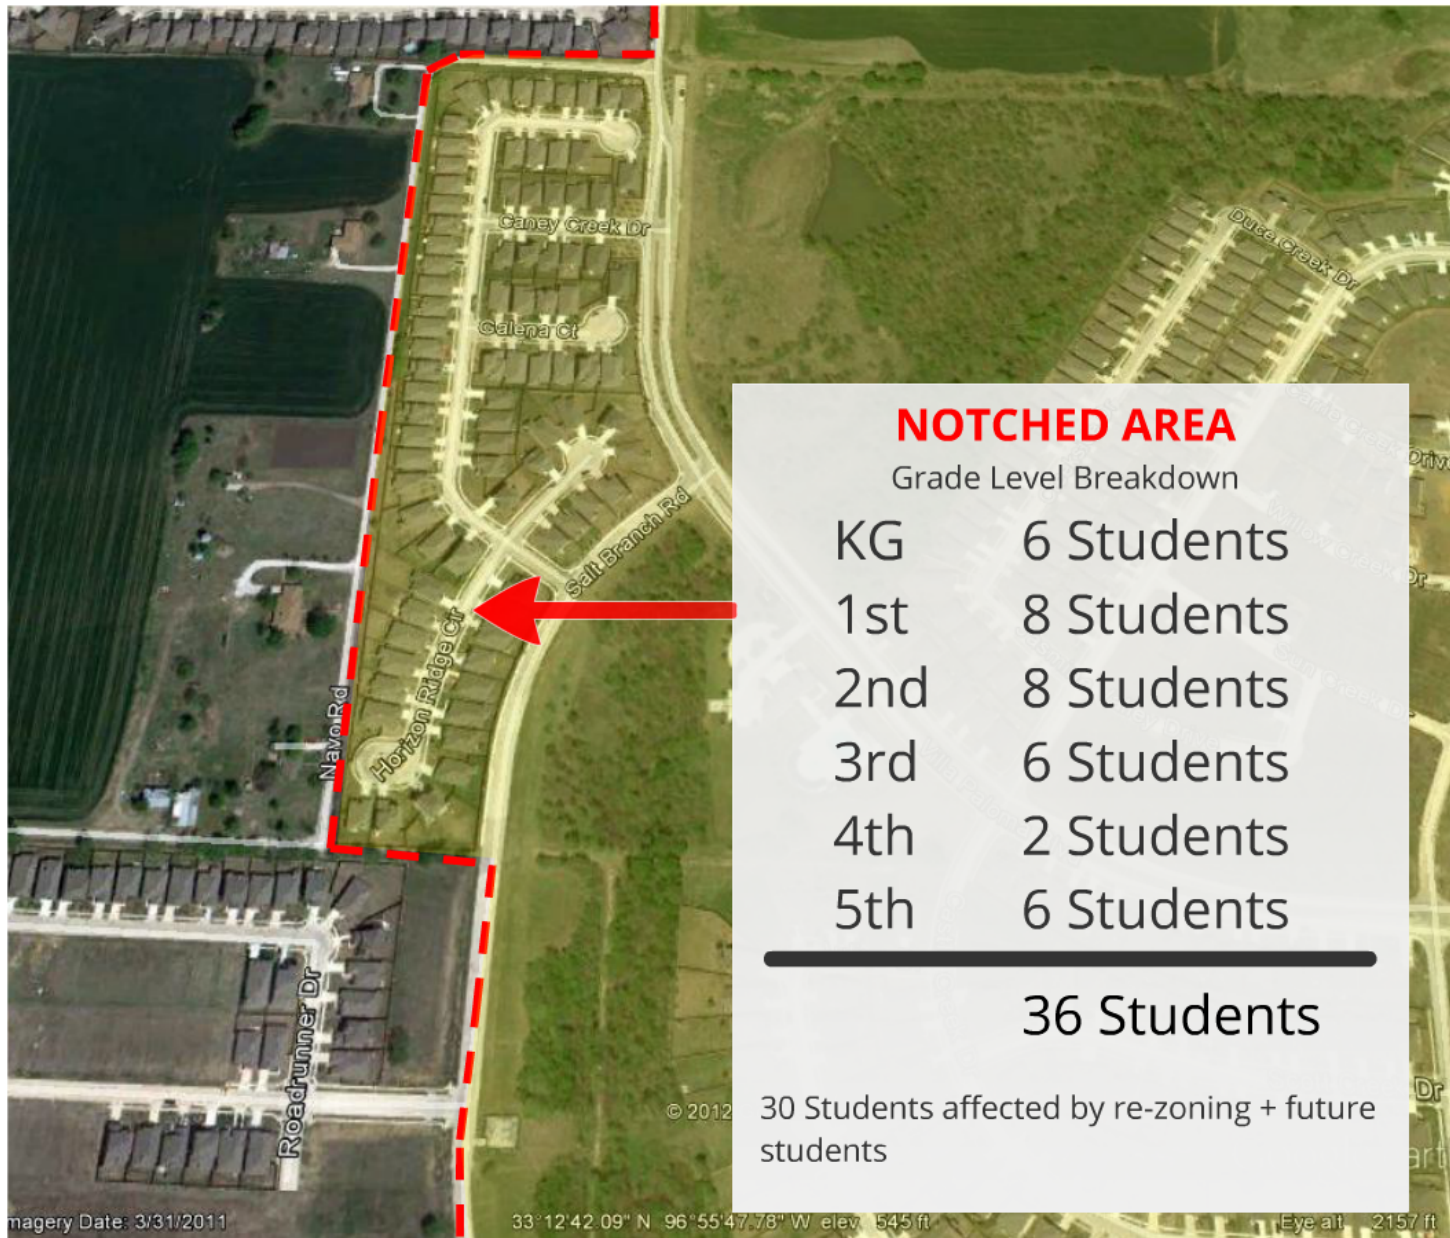 Caney Creek Dr
Duce Creek Dr
Galena Ct
Salt Branch Rd
Horizon Ridge Cir
Navo Rd
Roadrunner Dr
NOTCHED AREA
Grade Level Breakdown
KG 6 Students
1st 8 Students
2nd 8 Students
3rd 6 Students
4th 2 Students
5th 6 Students
36 Students
30 Students affected by re-zoning + future
students
Dr
© 2012
magery Date: 3/31/2011
33°12'42.09" N 96°55'47.78" W elev 545 ft
Eye alt 2157 ft